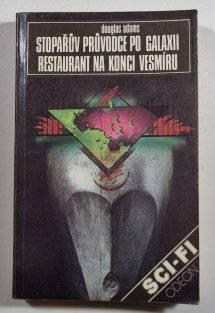 douglas adams
STOPAŘŮV PRŮVODCE PO GALAXII
RESTAURANT NA KONCI VESMÍRU
SCI-FI
ODEON